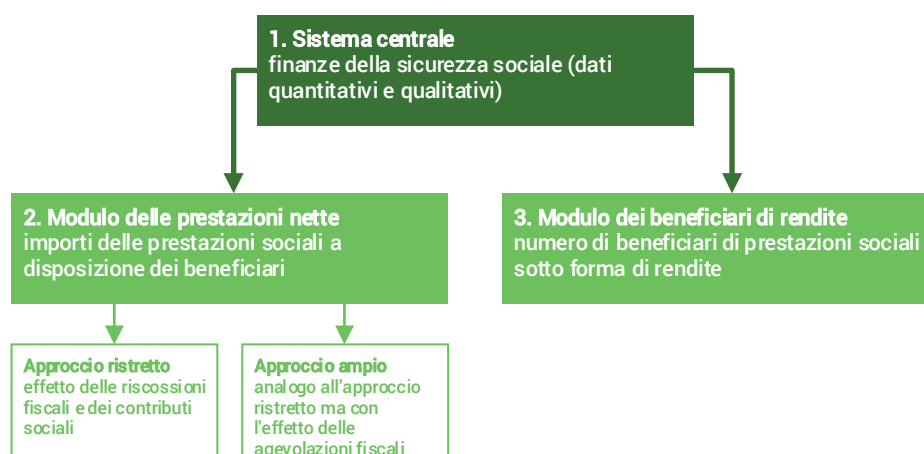 1. Sistema centrale
finanze della sicurezza sociale (dati
quantitativi e qualitativi)
2. Modulo delle prestazioni nette
importi delle prestazioni sociali a
disposizione dei beneficiari
3. Modulo dei beneficiari di rendite
numero di beneficiari di prestazioni sociali
sotto forma di rendite
Approccio ristretto
effetto delle riscossioni
fiscali e dei contributi
sociali
Approccio ampio
analogo all'approccio
ristretto ma con
l'effetto delle
agevolazioni fiscali